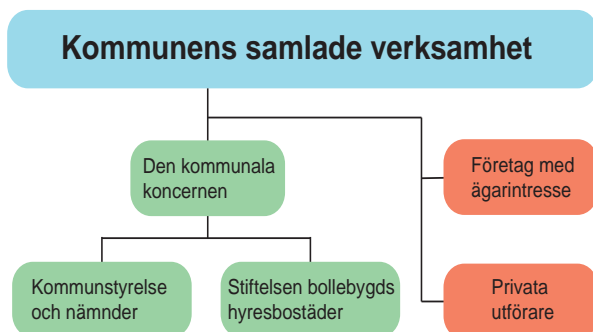 Kommunens samlade verksamhet
Den kommunala
koncernen
Företag med
ägarintresse
Kommunstyrelse
och nämnder
Stiftelsen bollebygds
hyresbostäder
Privata
utförare